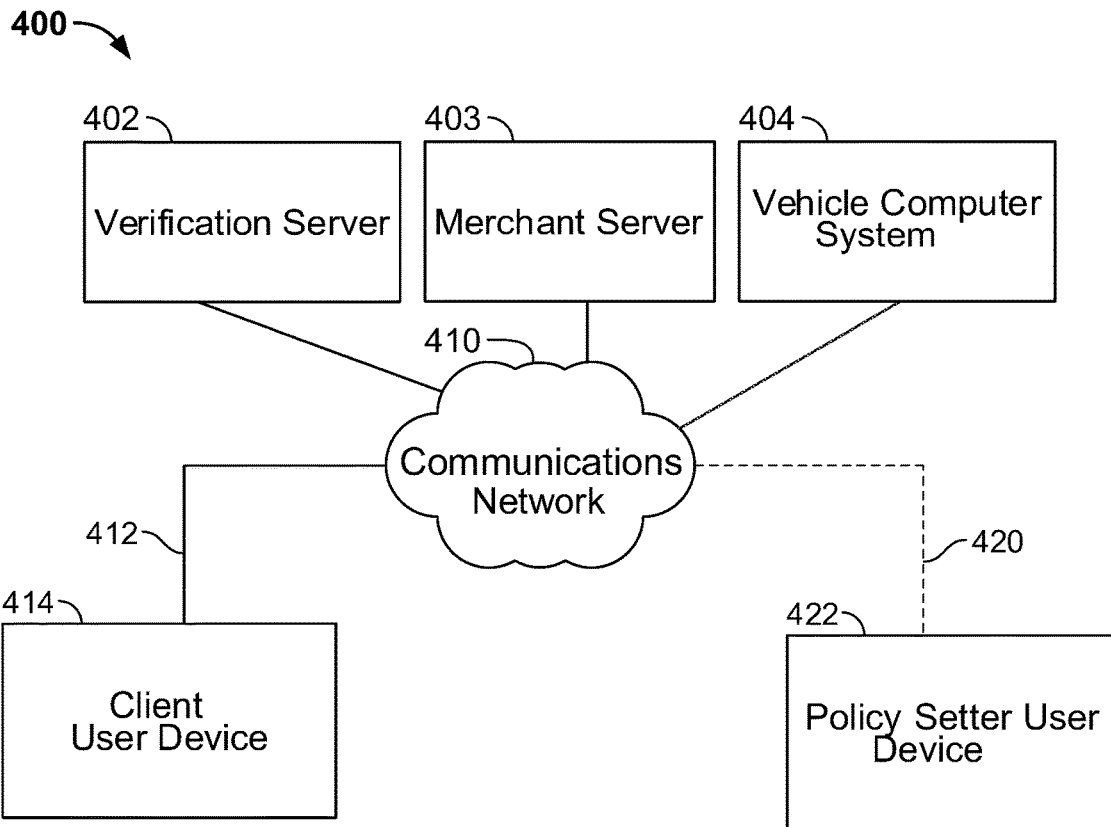 400
402
403
404
Verification Server
Merchant Server
Vehicle Computer
System
410
Communications
Network
412
420
414
422
Client
User Device
Policy Setter User
Device